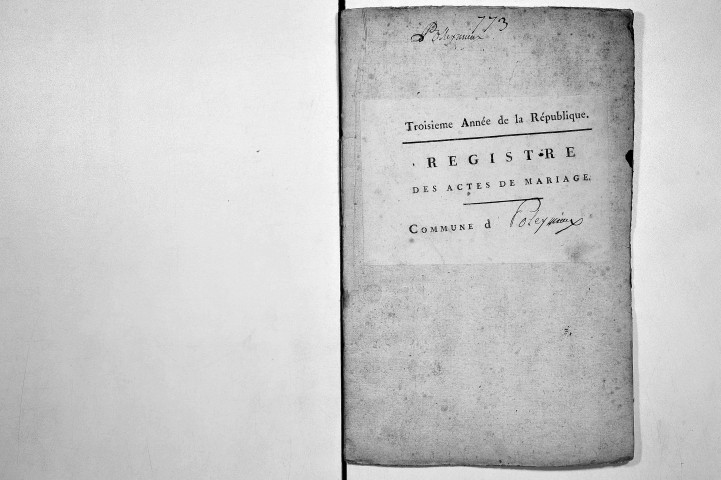 Poleymieux 773
Troisieme Année de la République.
REGISTRE
DES ACTES DE MARIAGE.
COMMUNE d Poleymieux